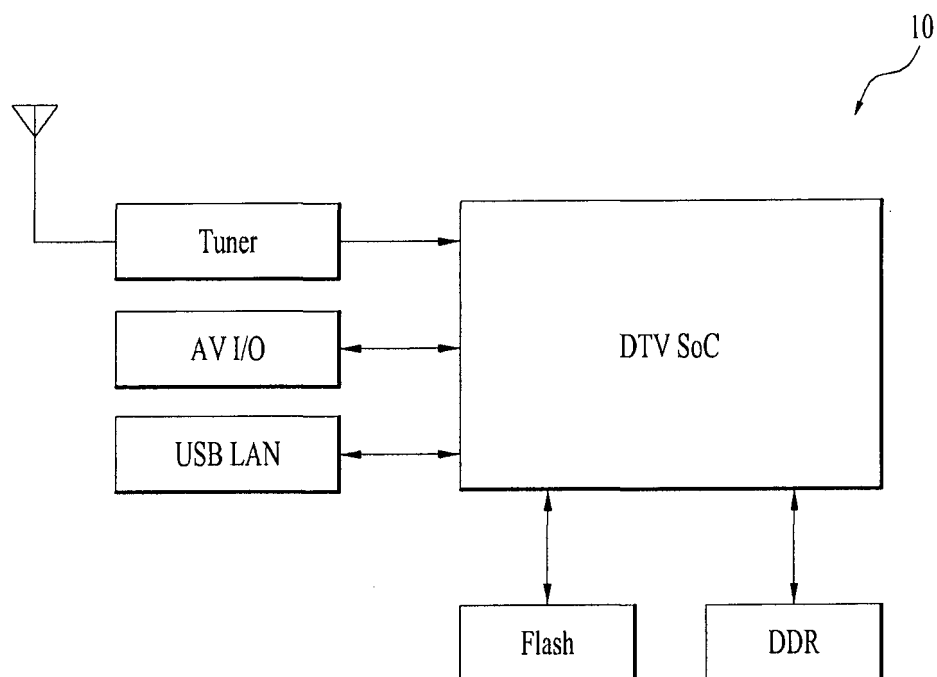 10
Tuner
AV I/O
DTV SoC
USB LAN
Flash
DDR